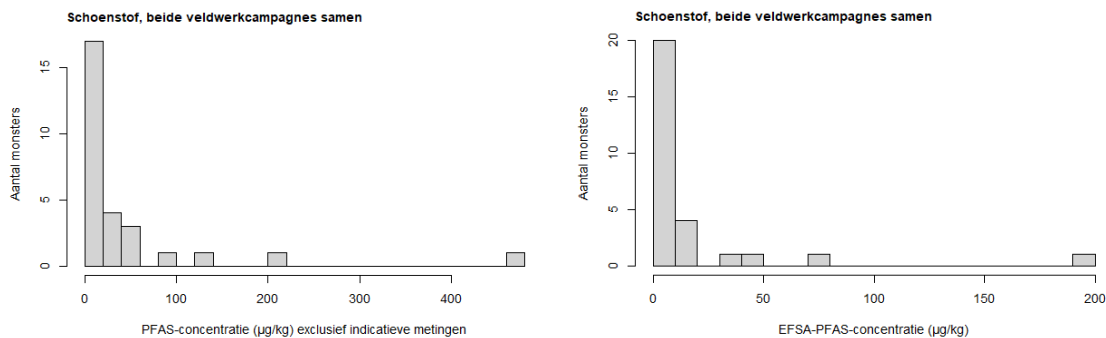 Schoenstof, beide veldwerkcampagnes samen
Aantal monsters
15
10
5
0
0 100 200 300 400
PFAS-concentratie (µg/kg) exclusief indicatieve metingen
Schoenstof, beide veldwerkcampagnes samen
Aantal monsters
20
15
10
5
0
0 50 100 150 200
EFSA-PFAS-concentratie (µg/kg)